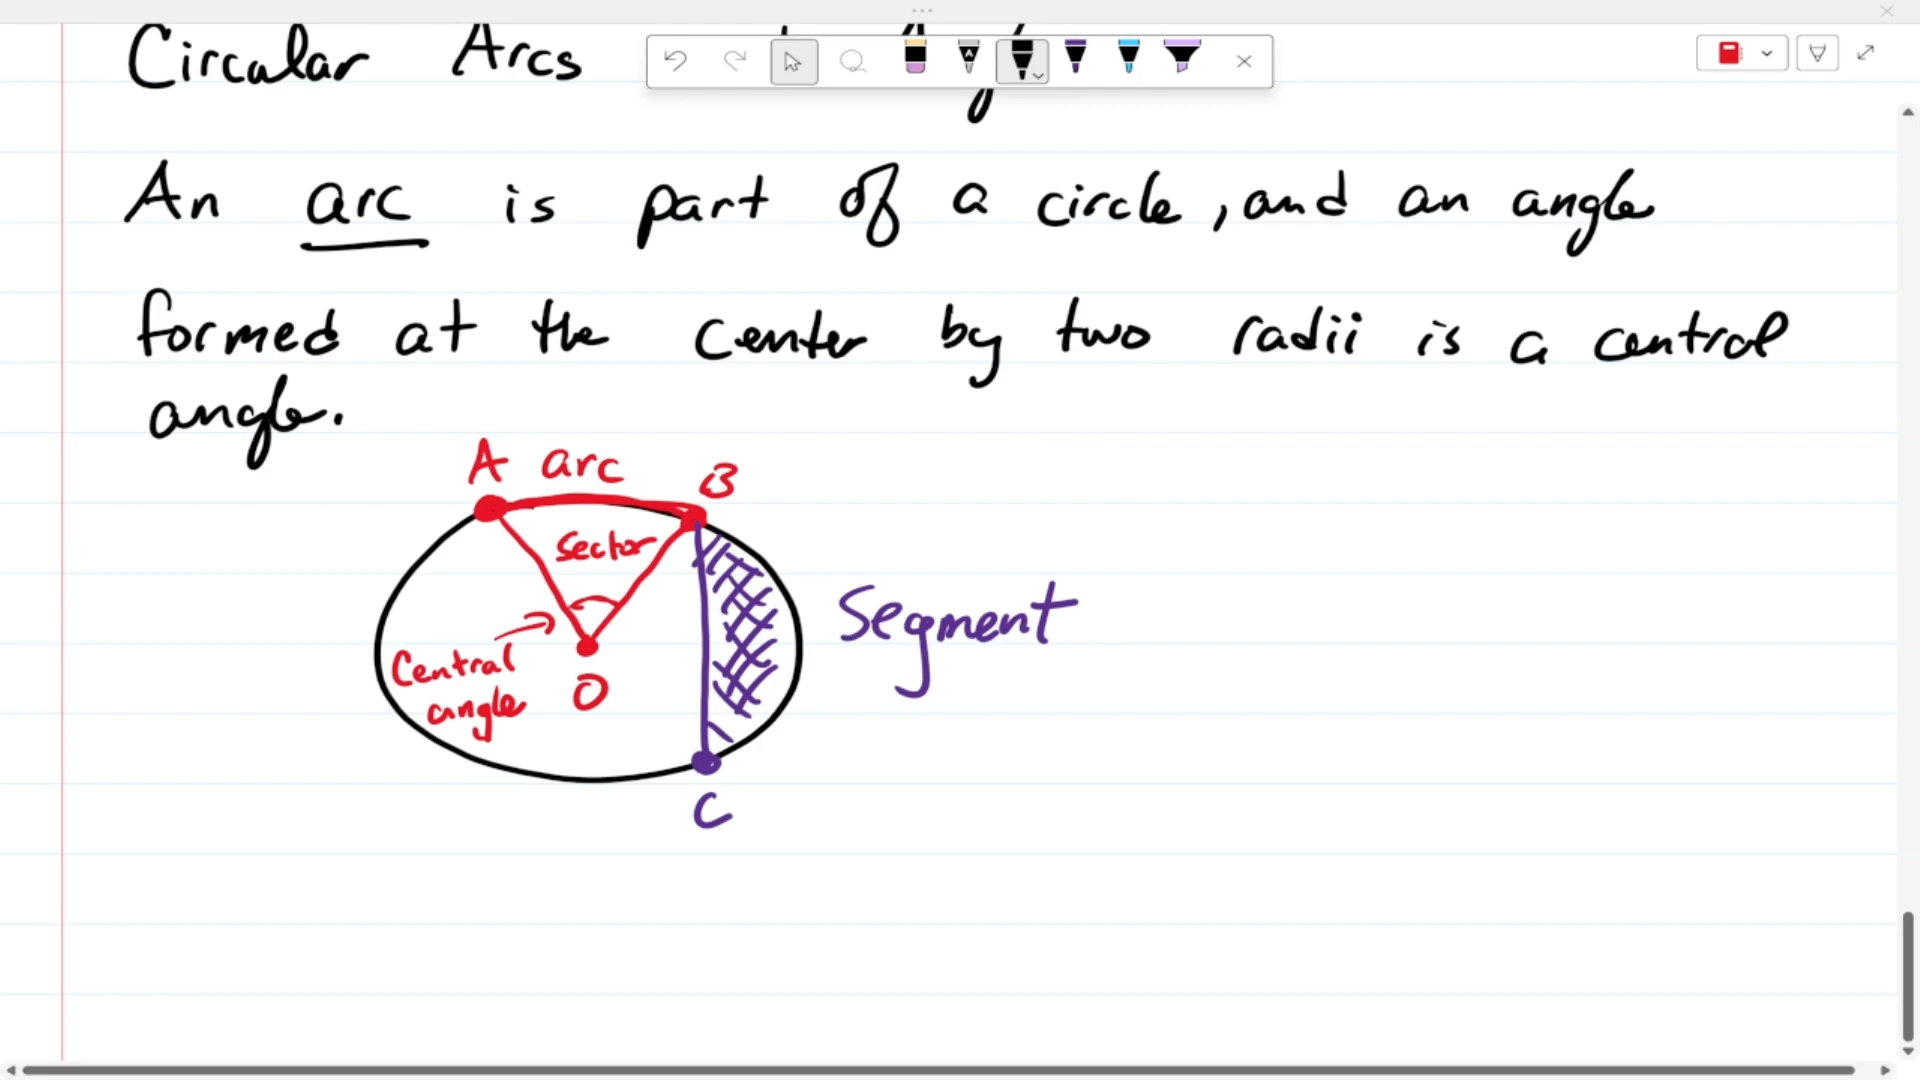 Circular Arcs
An arc is part of a circle, and an angle
formed at the center by two radii is a central
angle.
A arc B
sector
Segment
Central
angle
O
C